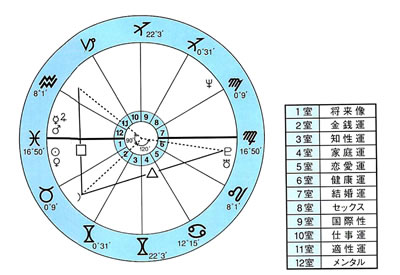 22°3'
0°31'
0°9'
8°1'
16°50'
16°50'
8°1'
0°9'
0°31'
22°3'
12°15'
10
9
11
8
12
7
1
6
2
5
3
4
90°
120
1室 将来像
2室 金銭運
3室 知性運
4室 家庭運
5室 恋愛運
6室 健康運
7室 結婚運
8室 セックス
9室 国際性
10室 仕事運
11室 適性運
12室 メンタル